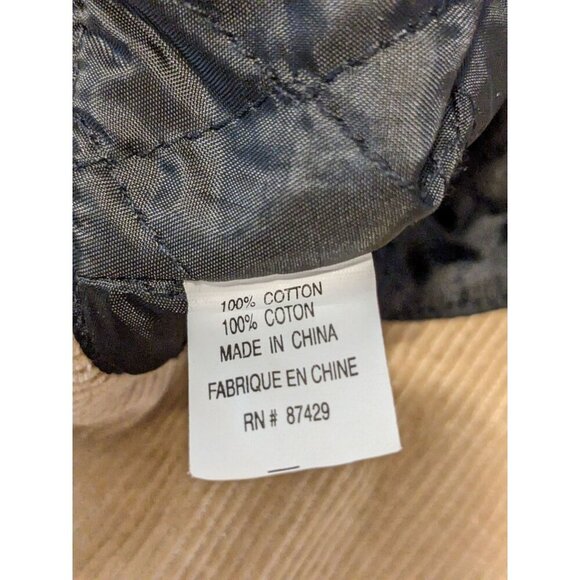 100% COTTON
100% COTON
MADE IN CHINA
FABRIQUE EN CHINE
RN # 87429